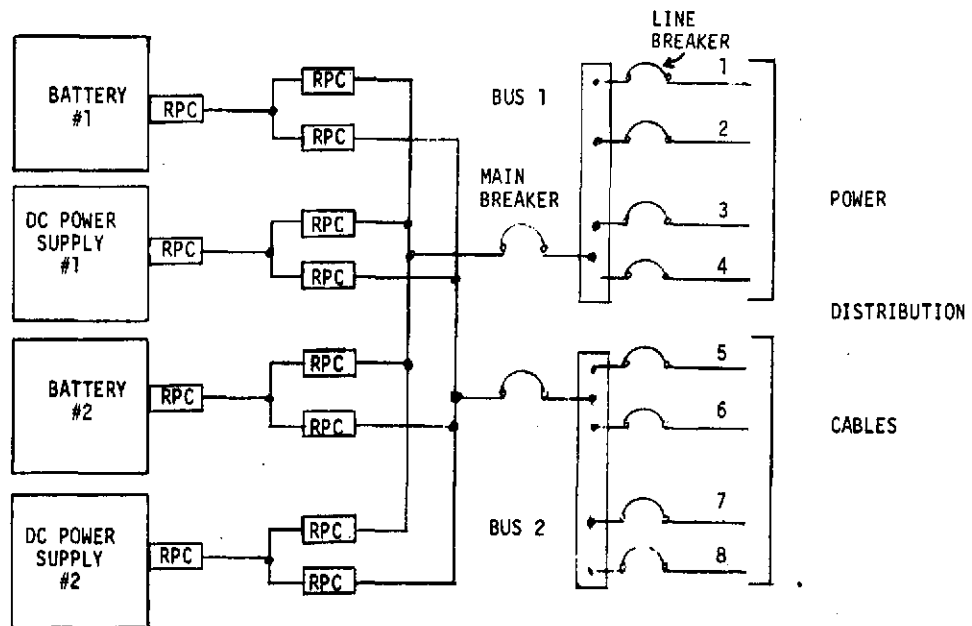 LINE
BREAKER
BATTERY
#1
RPC
RPC
RPC
BUS 1
1
2
3
4
MAIN
BREAKER
POWER
DC POWER
SUPPLY
#1
RPC
RPC
RPC
DISTRIBUTION
BATTERY
#2
RPC
RPC
RPC
5
6
7
8
CABLES
BUS 2
DC POWER
SUPPLY
#2
RPC
RPC
RPC